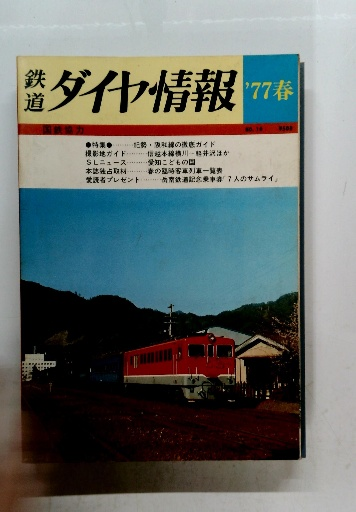 鉄道 ダイヤ情報 '77春
国鉄協力
●特集●………紀勢・阪和線の徹底ガイド
撮影地ガイド………信越本線横川―軽井沢ほか
SLニュース………愛知こどもの国
本誌独占取材………春の臨時客車列車一覧表
愛読者プレゼント………岳南鉄道記念乗車券「7人のサムライ」